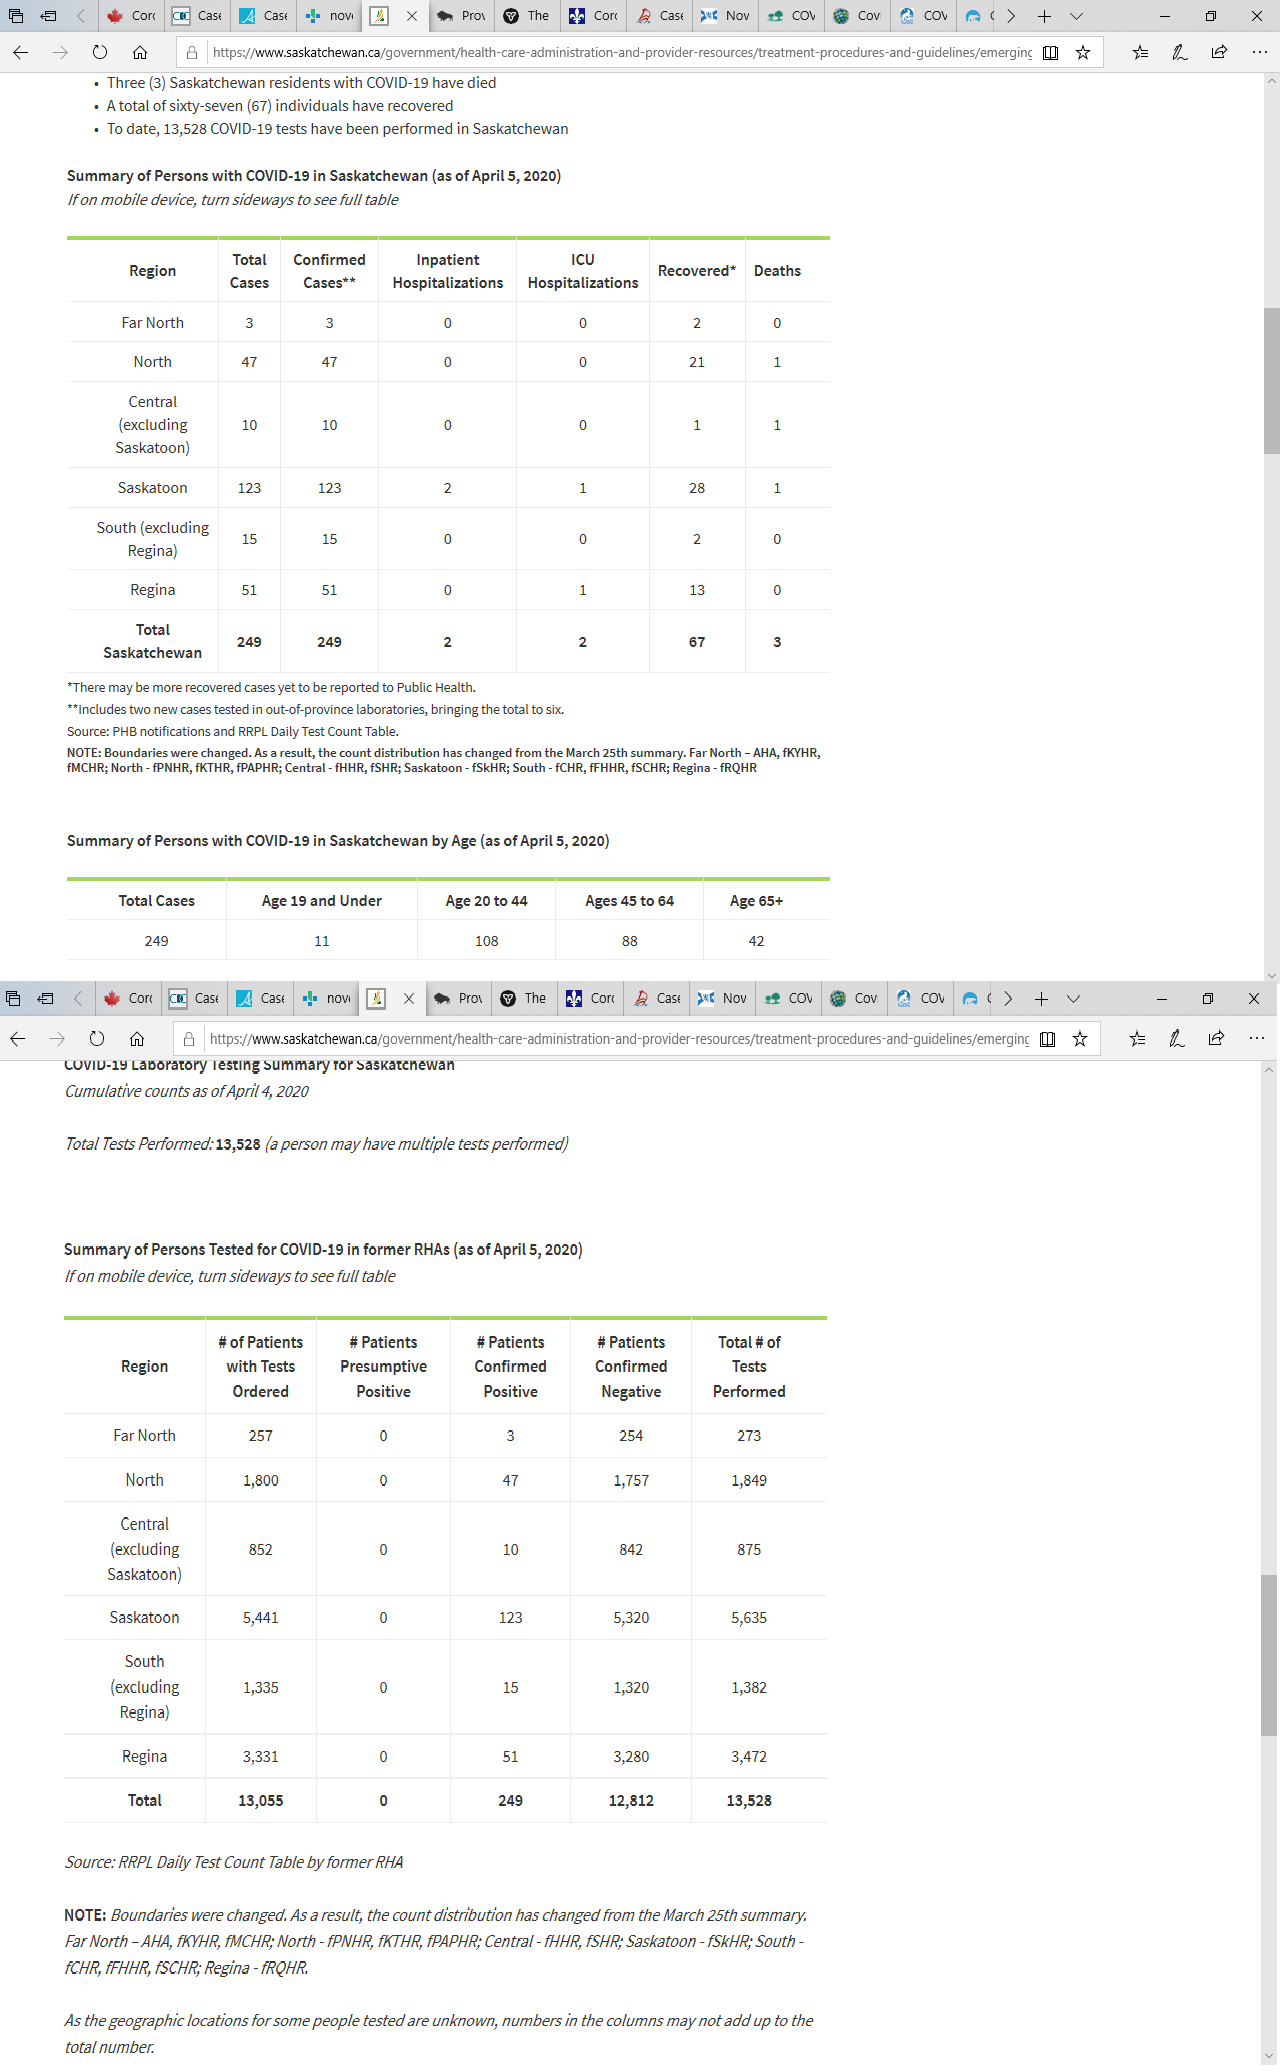 Corc Case Case nov Prov The Corc Case Nov COV Cov COV
https://www.saskatchewan.ca/government/health-care-administration-and-provider-resources/treatment-procedures-and-guidelines/emerging
• Three (3) Saskatchewan residents with COVID-19 have died
• A total of sixty-seven (67) individuals have recovered
• To date, 13,528 COVID-19 tests have been performed in Saskatchewan
Summary of Persons with COVID-19 in Saskatchewan (as of April 5, 2020)
If on mobile device, turn sideways to see full table
Region Total Cases Confirmed Cases** Inpatient Hospitalizations ICU Hospitalizations Recovered* Deaths
Far North 3 3 0 0 2 0
North 47 47 0 0 21 1
Central (excluding Saskatoon) 10 10 0 0 1 1
Saskatoon 123 123 2 1 28 1
South (excluding Regina) 15 15 0 0 2 0
Regina 51 51 0 1 13 0
Total Saskatchewan 249 249 2 2 67 3
*There may be more recovered cases yet to be reported to Public Health.
**Includes two new cases tested in out-of-province laboratories, bringing the total to six.
Source: PHB notifications and RRPL Daily Test Count Table.
NOTE: Boundaries were changed. As a result, the count distribution has changed from the March 25th summary. Far North – AHA, fKYHR,
fMCHR; North - fPNHR, fKTHR, fPAPHR; Central - fHHR, fSHR; Saskatoon - fSkHR; South - fCHR, fFHHR, fSCHR; Regina - fRQHR
Summary of Persons with COVID-19 in Saskatchewan by Age (as of April 5, 2020)
Total Cases Age 19 and Under Age 20 to 44 Ages 45 to 64 Age 65+
249 11 108 88 42
Corc Case Case nov Prov The Corc Case Nov COV Cov COV
https://www.saskatchewan.ca/government/health-care-administration-and-provider-resources/treatment-procedures-and-guidelines/emerging
COVID-19 Laboratory Testing Summary for Saskatchewan
Cumulative counts as of April 4, 2020
Total Tests Performed: 13,528 (a person may have multiple tests performed)
Summary of Persons Tested for COVID-19 in former RHAs (as of April 5, 2020)
If on mobile device, turn sideways to see full table
Region # of Patients with Tests Ordered # Patients Presumptive Positive # Patients Confirmed Positive # Patients Confirmed Negative Total # of Tests Performed
Far North 257 0 3 254 273
North 1,800 0 47 1,757 1,849
Central (excluding Saskatoon) 852 0 10 842 875
Saskatoon 5,441 0 123 5,320 5,635
South (excluding Regina) 1,335 0 15 1,320 1,382
Regina 3,331 0 51 3,280 3,472
Total 13,055 0 249 12,812 13,528
Source: RRPL Daily Test Count Table by former RHA
NOTE: Boundaries were changed. As a result, the count distribution has changed from the March 25th summary.
Far North – AHA, fKYHR, fMCHR; North - fPNHR, fKTHR, fPAPHR; Central - fHHR, fSHR; Saskatoon - fSkHR; South -
fCHR, fFHHR, fSCHR; Regina - fRQHR.
As the geographic locations for some people tested are unknown, numbers in the columns may not add up to the
total number.